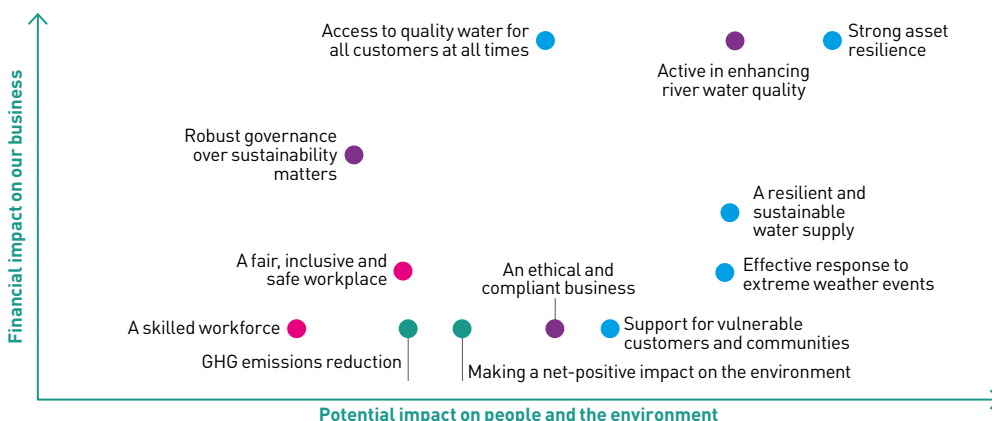 Financial impact on our business
Access to quality water for
all customers at all times
Strong asset
resilience
Active in enhancing
river water quality
Robust governance
over sustainability
matters
A resilient and
sustainable
water supply
A fair, inclusive and
safe workplace
An ethical and
compliant business
Effective response to
extreme weather events
A skilled workforce
Support for vulnerable
customers and communities
GHG emissions reduction
Making a net-positive impact on the environment
Potential impact on people and the environment